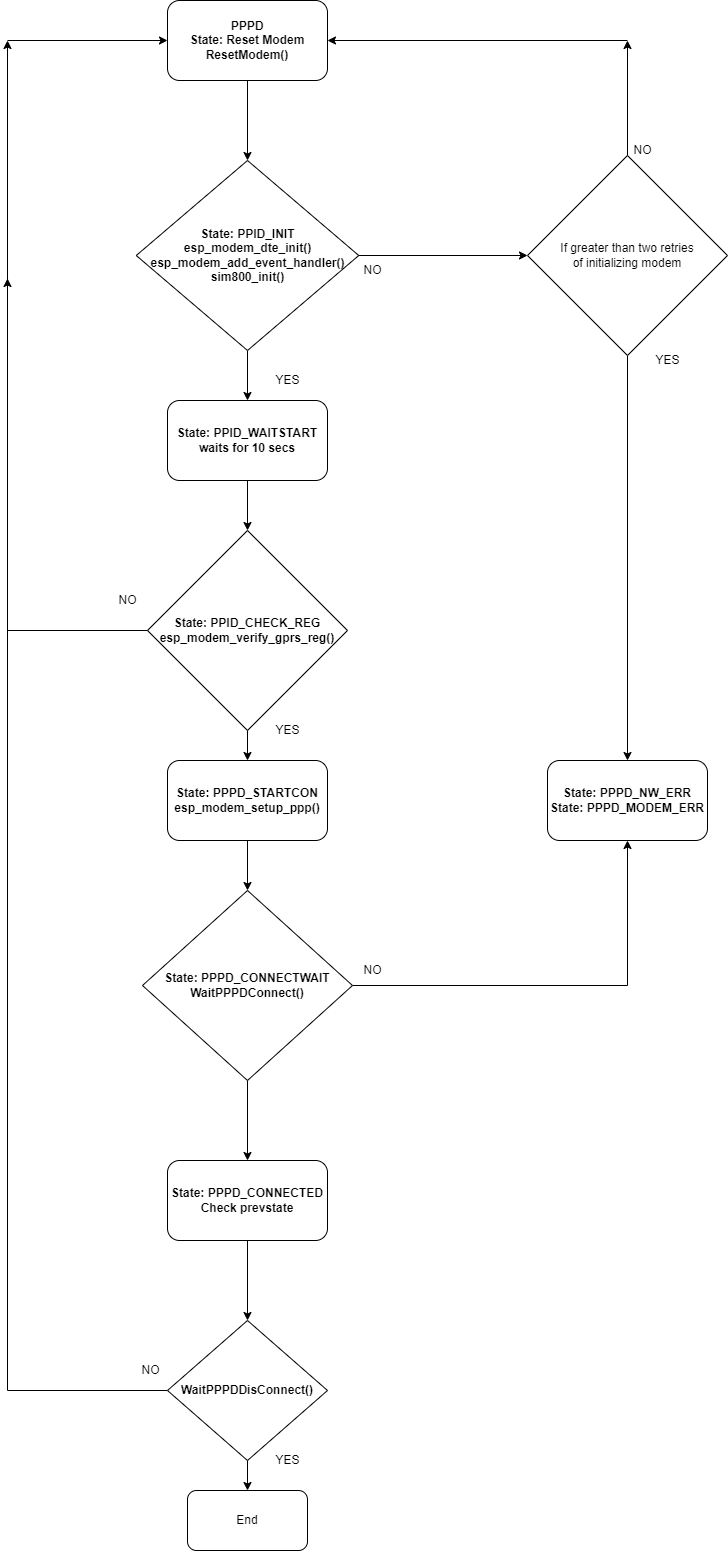 PPPD
State: Reset Modem
ResetModem()
NO
State: PPID_INIT
esp_modem_dte_init()
esp_modem_add_event_handler()
sim800_init()
NO
If greater than two retries
of initializing modem
YES
YES
State: PPID_WAITSTART
waits for 10 secs
NO
State: PPID_CHECK_REG
esp_modem_verify_gprs_reg()
YES
State: PPPD_STARTCON
esp_modem_setup_ppp()
State: PPPD_NW_ERR
State: PPPD_MODEM_ERR
State: PPPD_CONNECTWAIT
WaitPPPDConnect()
NO
State: PPPD_CONNECTED
Check prevstate
NO
WaitPPPDDisConnect()
YES
End